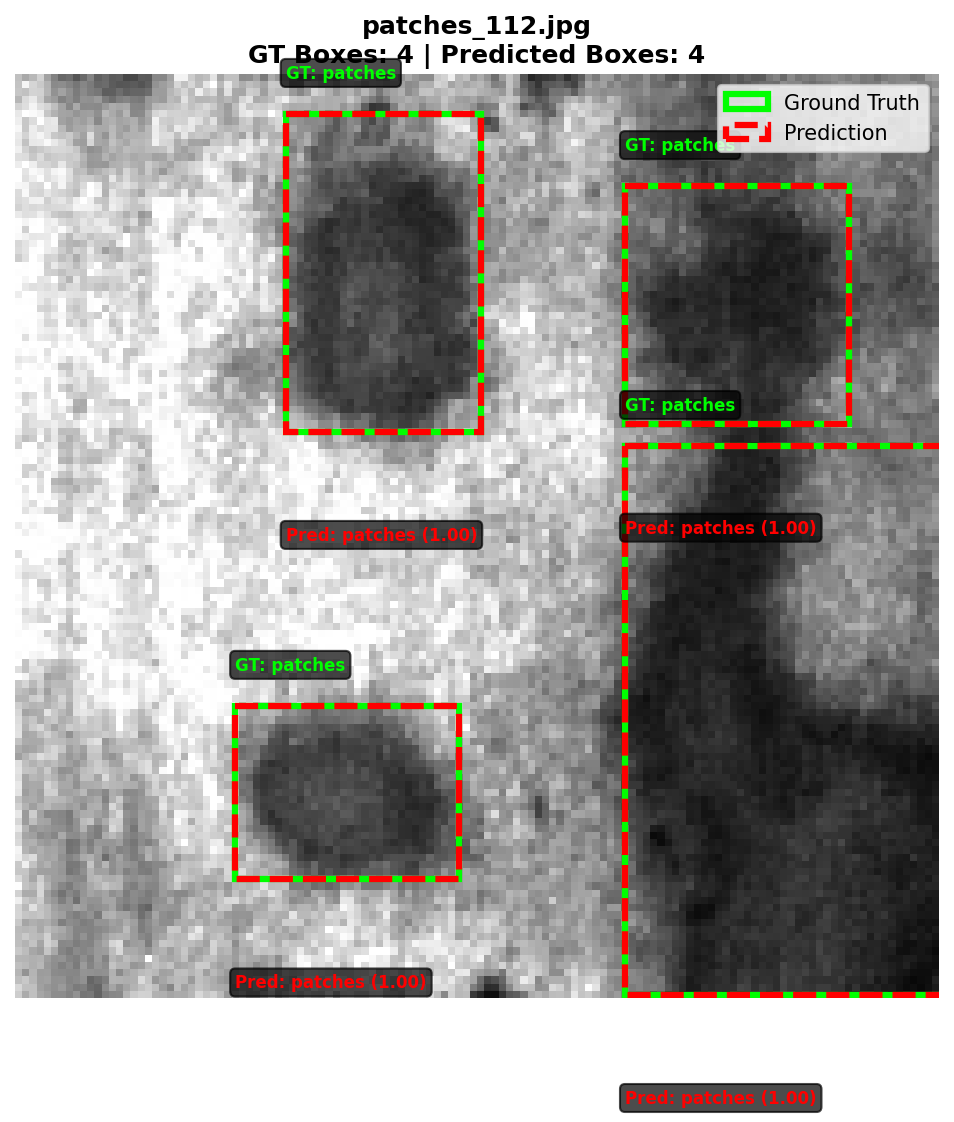 patches_112.jpg
GT Boxes: 4 | Predicted Boxes: 4
GT: patches
Ground Truth
Prediction
GT: patches
GT: patches
Pred: patches (1.00)
Pred: patches (1.00)
GT: patches
Pred: patches (1.00)
Pred: patches (1.00)